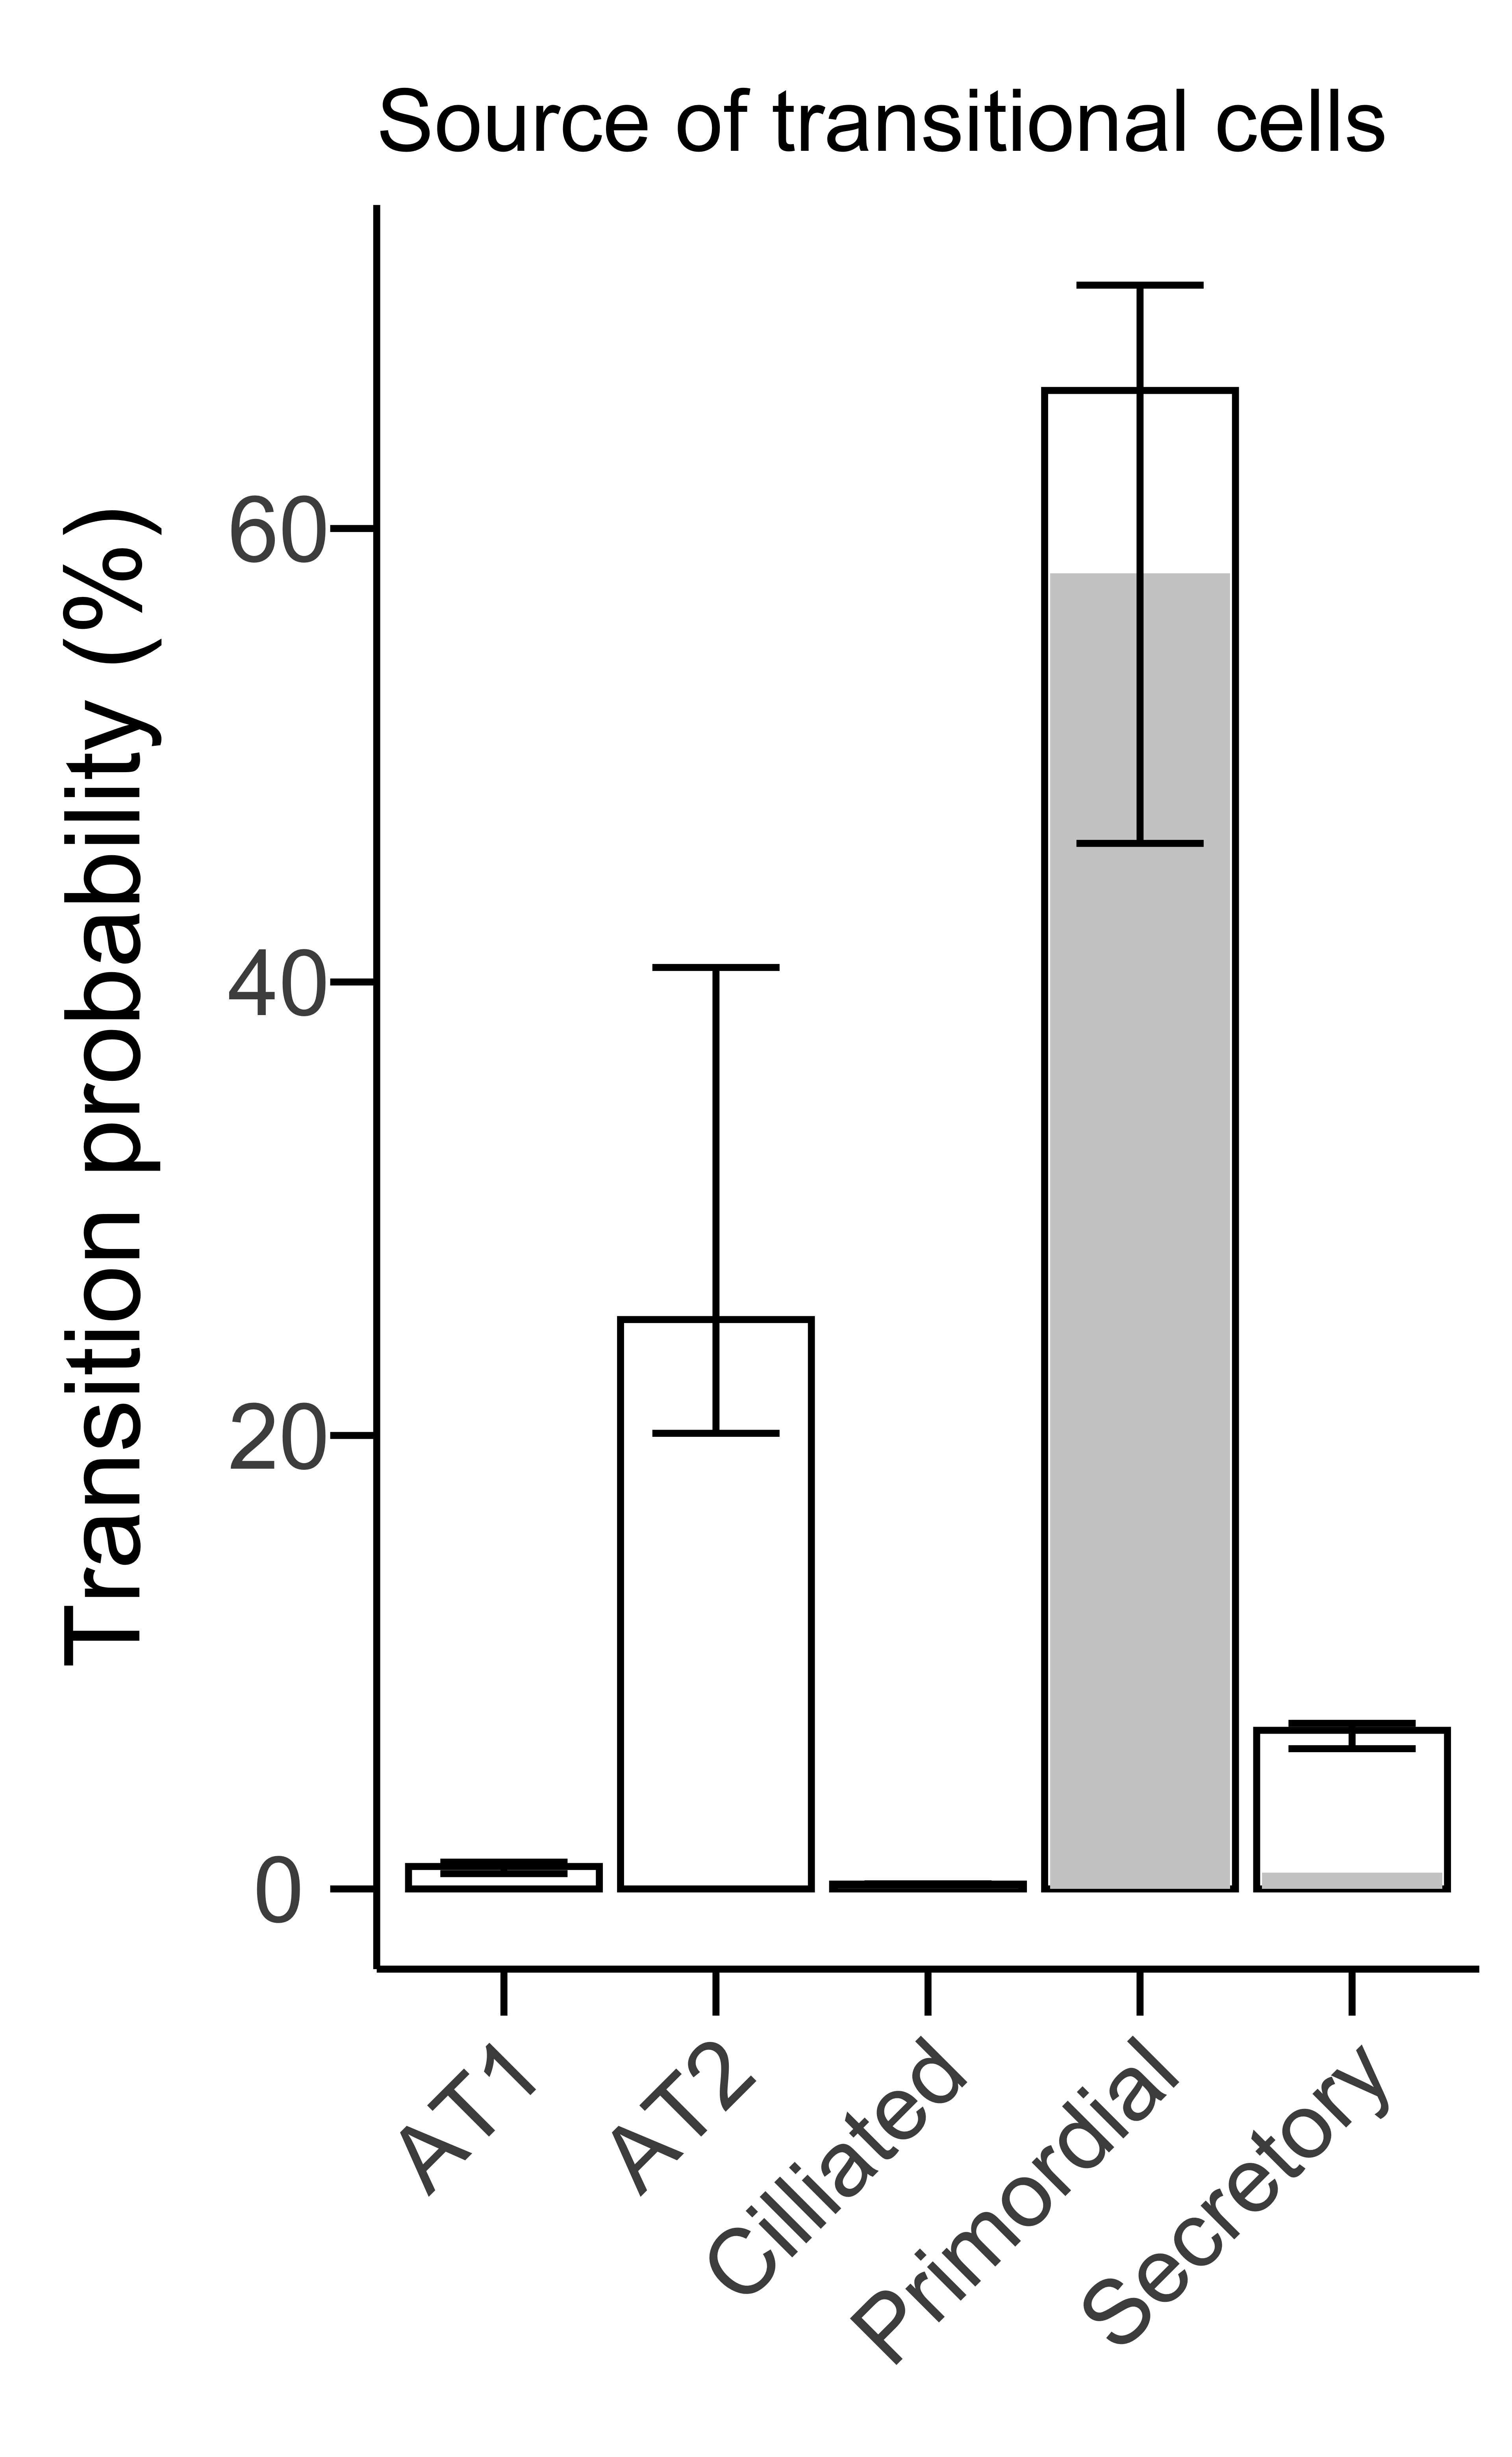 Source of transitional cells
Transition probability (%)
60
40
20
0
AT1
AT2
Cilliated
Primordial
Secretory